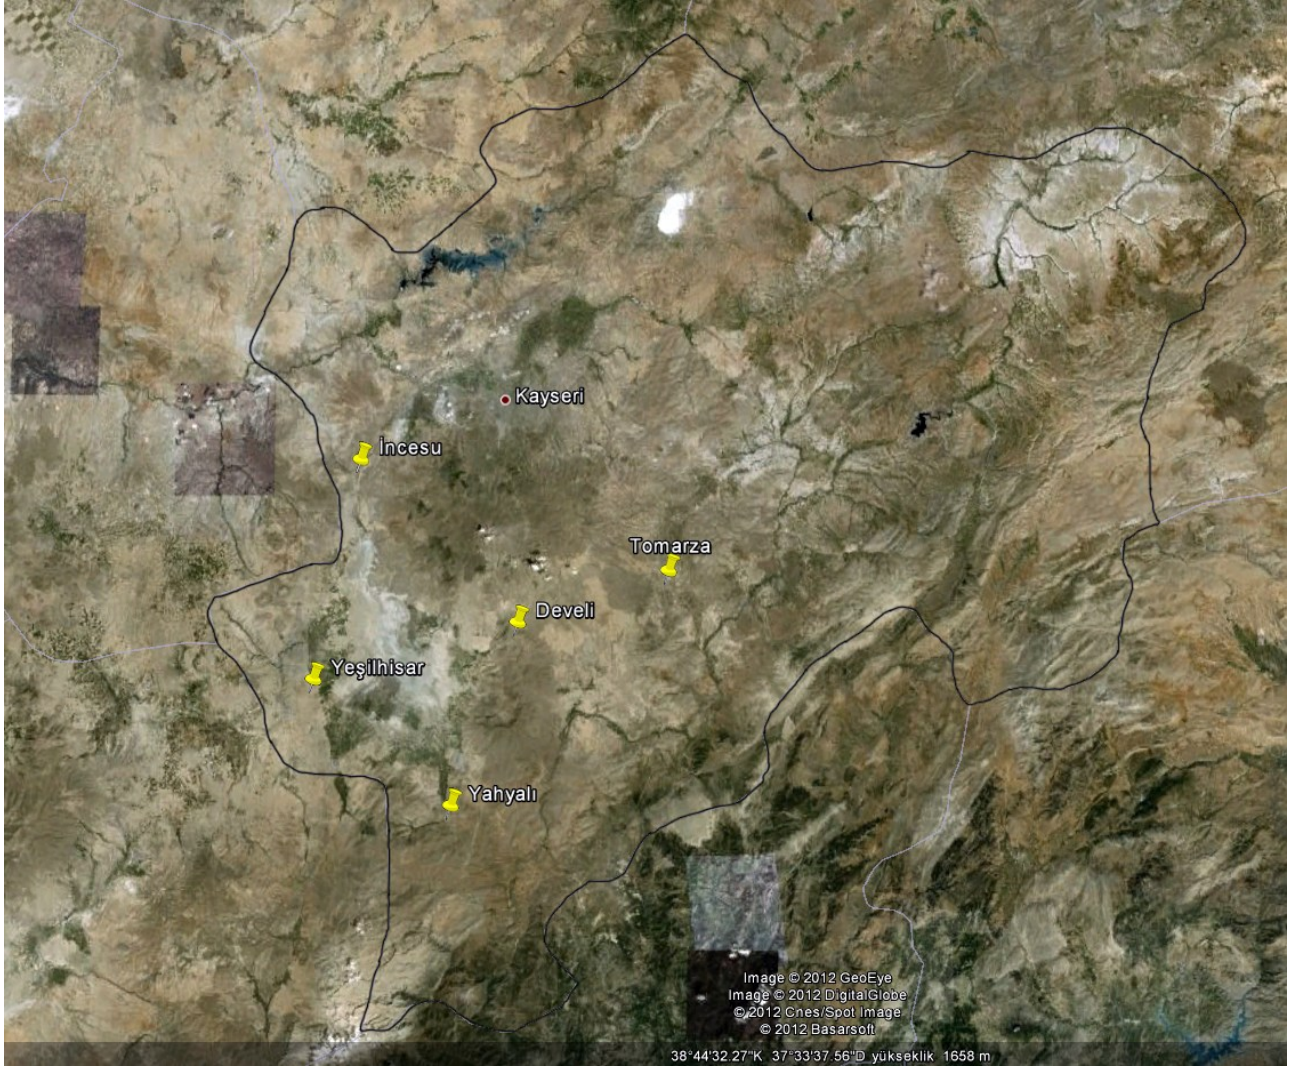 Kayseri
İncesu
Tomarza
Develi
Yeşilhisar
Yahyalı
Image © 2012 GeoEye
Image © 2012 DigitalGlobe
© 2012 Cnes/Spot Image
© 2012 Basarsoft
38°44'32.27"K 37°33'37.56"D yükseklik 1658 m